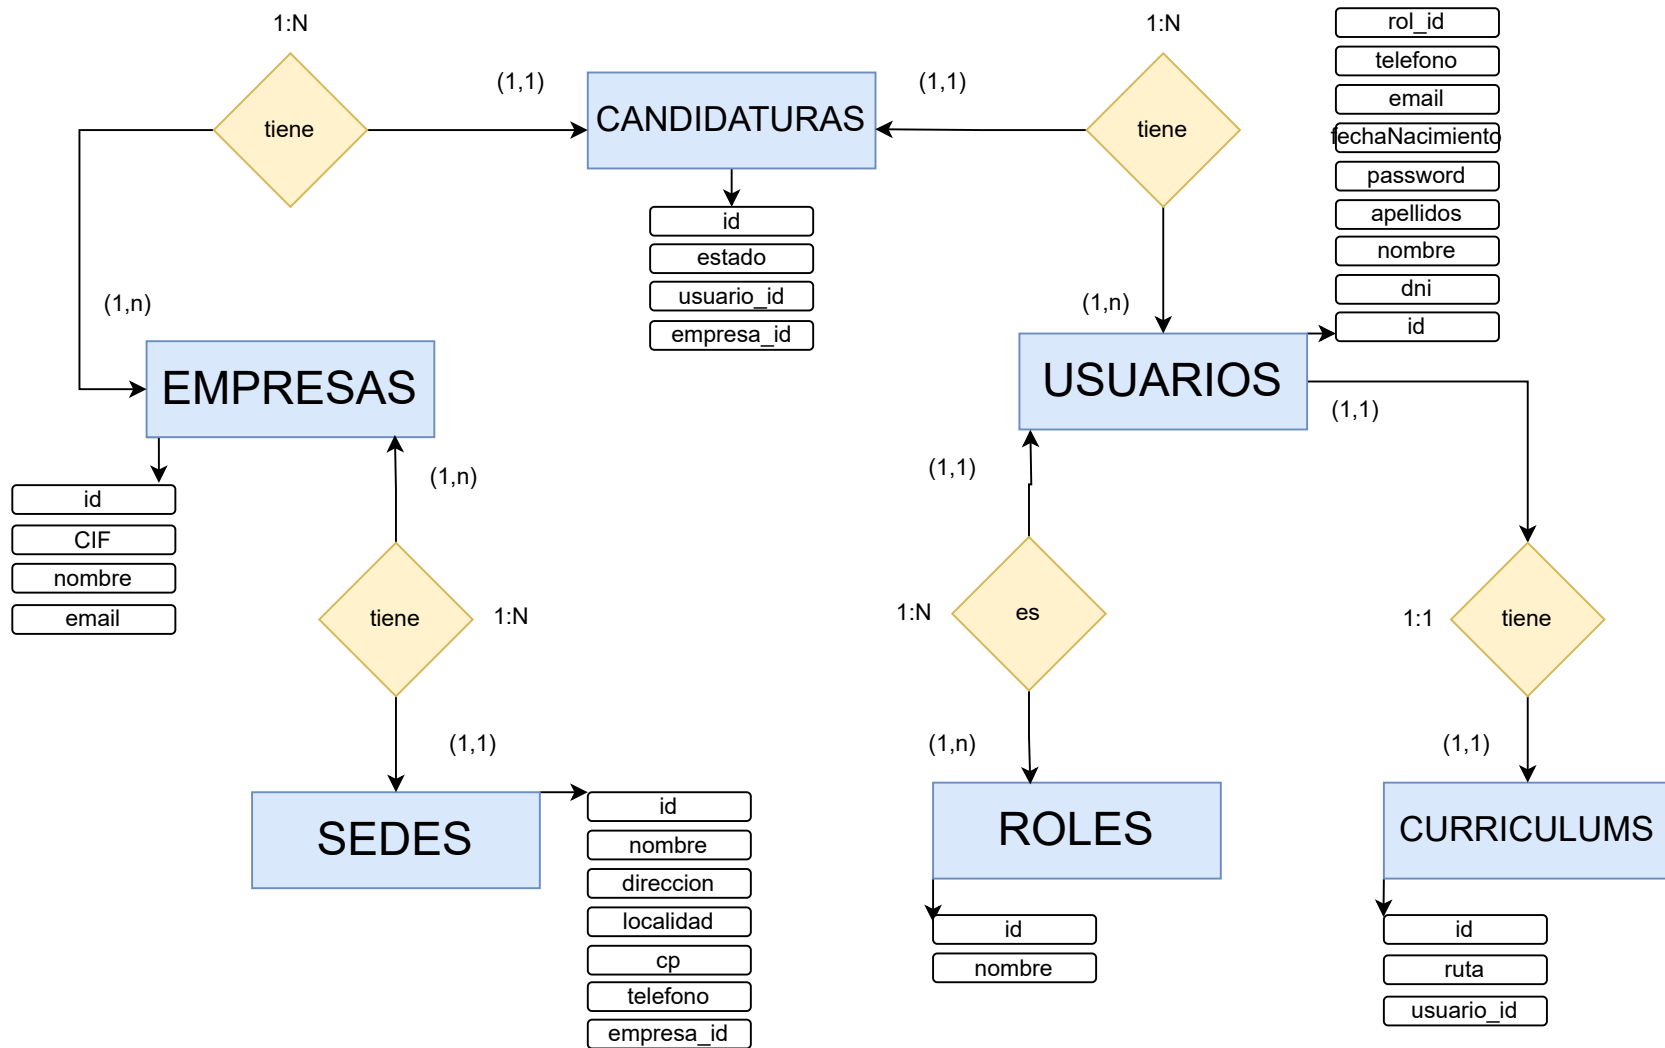 1:N
1:N
rol_id
telefono
email
fechaNacimiento
password
apellidos
nombre
dni
id
tiene
(1,1)
CANDIDATURAS
(1,1)
tiene
id
estado
usuario_id
empresa_id
(1,n)
(1,n)
EMPRESAS
USUARIOS
(1,1)
(1,n)
(1,1)
id
CIF
nombre
email
tiene
1:N
1:N
es
1:1
tiene
(1,1)
(1,n)
(1,1)
SEDES
ROLES
CURRICULUMS
id
nombre
direccion
localidad
cp
telefono
empresa_id
id
nombre
id
ruta
usuario_id